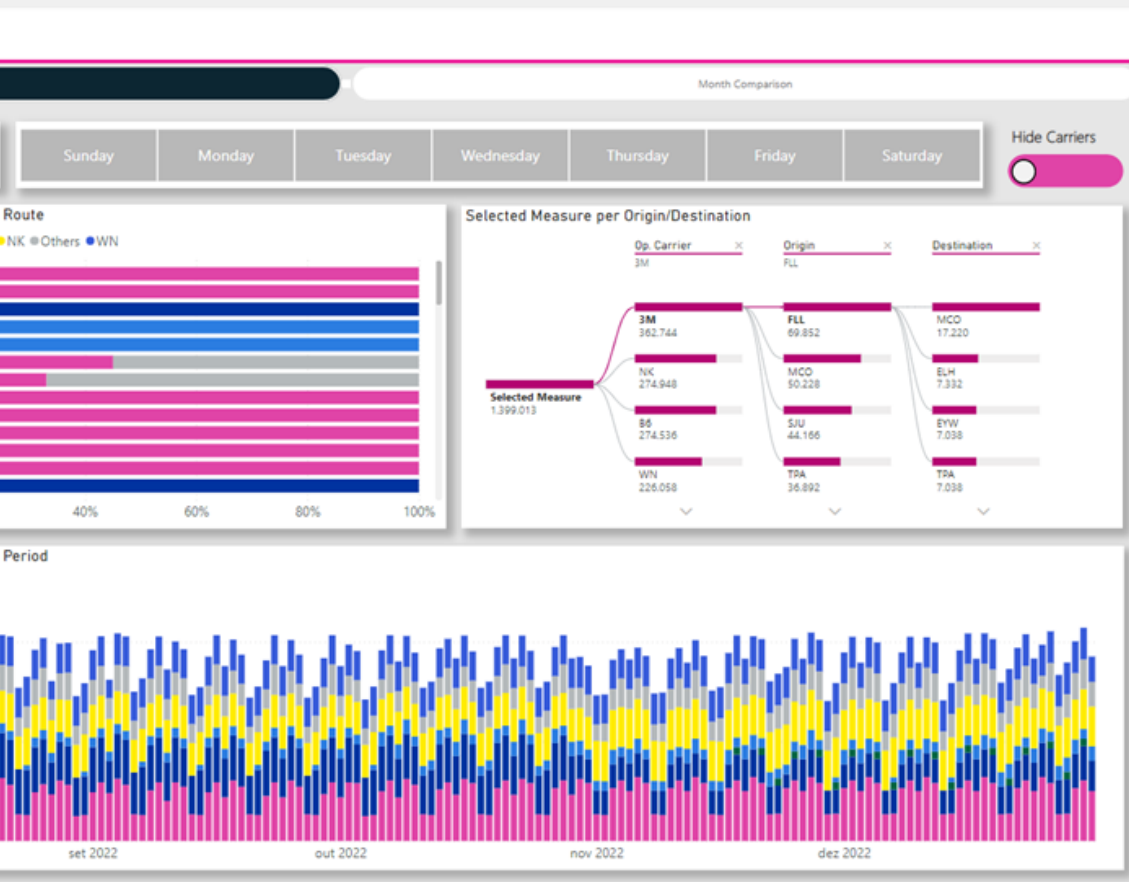 Month Comparison
Sunday Monday Tuesday Wednesday Thursday Friday Saturday
Hide Carriers
Route
NK Others WN
40% 60% 80% 100%
Selected Measure per Origin/Destination
Op. Carrier Origin Destination
3M FLL
Selected Measure
1.399.013
3M
362.744
NK
274.948
B6
274.536
WN
226.058
FLL
69.852
MCO
50.228
SJU
44.166
TPA
36.892
MCO
17.220
ELH
7.332
EYW
7.038
TPA
7.038
Period
set 2022 out 2022 nov 2022 dez 2022